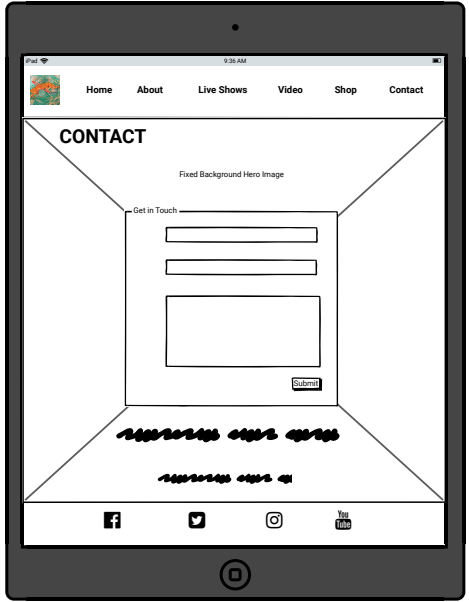 iPad 9:36 AM
Home About Live Shows Video Shop Contact
CONTACT
Fixed Background Hero Image
Get in Touch
Submit
You
Tube